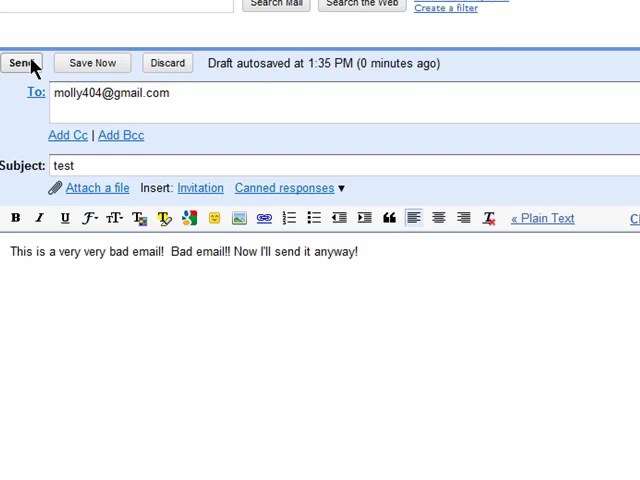 Search Mail Search the Web
Create a filter
Send Save Now Discard Draft autosaved at 1:35 PM (0 minutes ago)
To: molly404@gmail.com
Add Cc | Add Bcc
Subject: test
Attach a file Insert: Invitation Canned responses ▼
B I U « Plain Text
This is a very very bad email! Bad email!! Now I'll send it anyway!